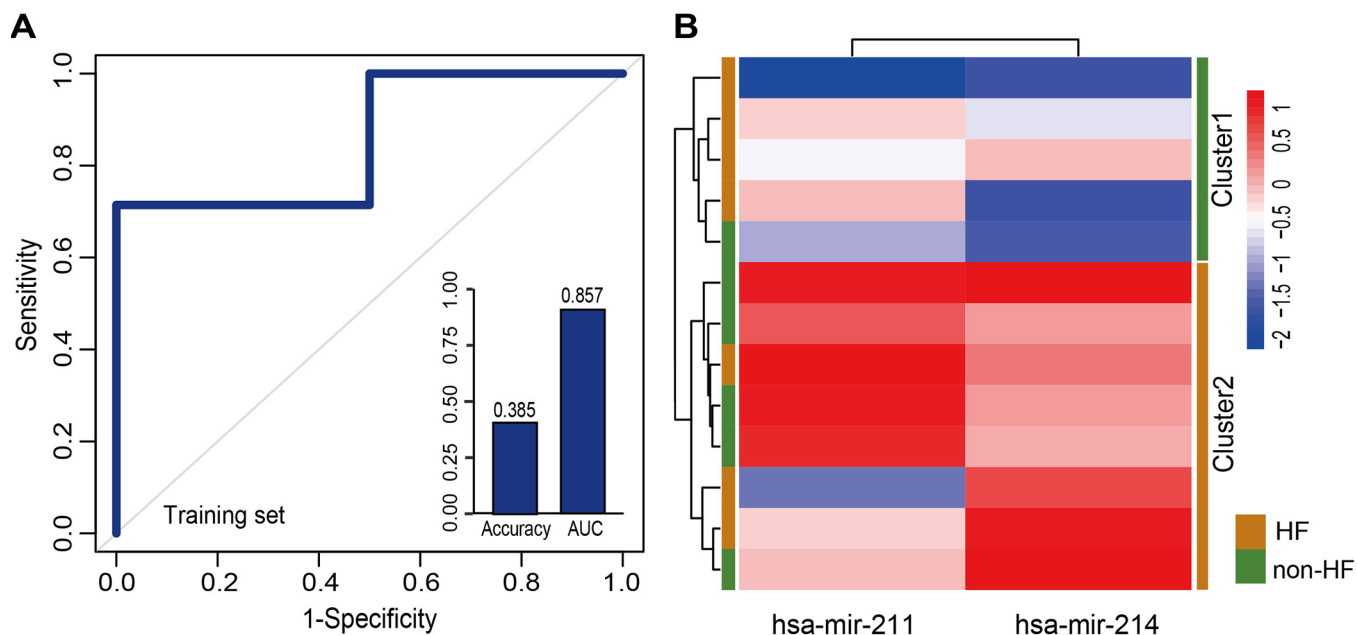 A
Sensitivity
1.0
0.8
0.6
0.4
0.2
0.0
0.0 0.2 0.4 0.6 0.8 1.0
1-Specificity
Training set
1.00
0.75
0.50
0.25
0.00
0.385
0.857
Accuracy AUC
B
Cluster1
Cluster2
1
0.5
0
−0.5
−1
−1.5
−2
HF
non-HF
hsa-mir-211 hsa-mir-214